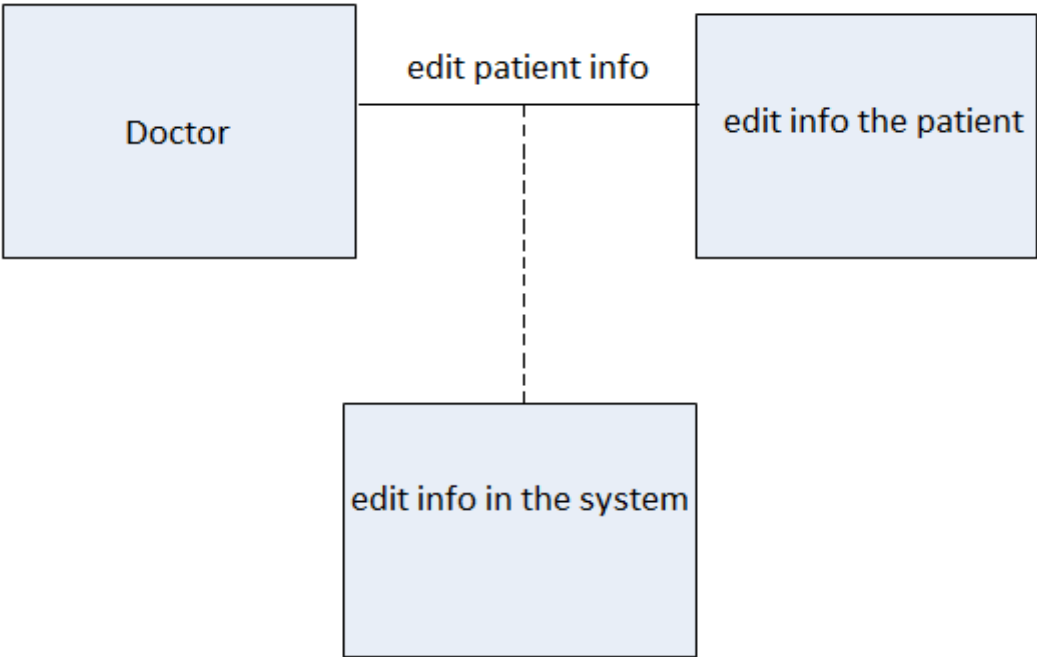 edit patient info
Doctor
edit info the patient
edit info in the system